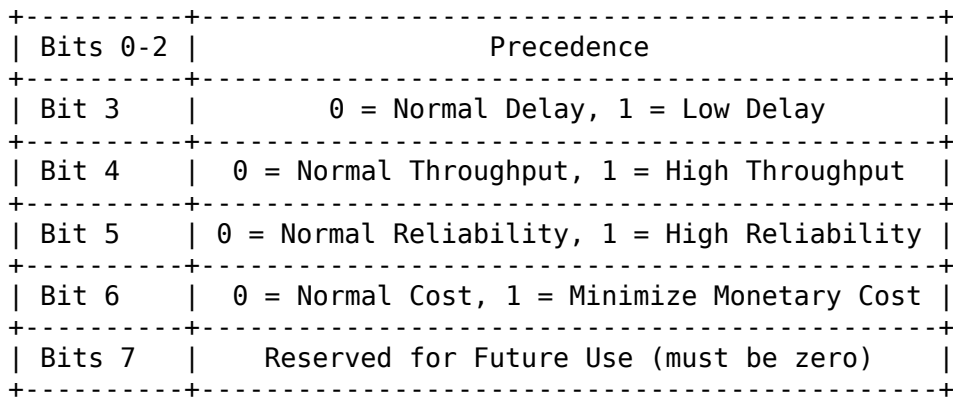 +----------+-----------------------------------------------+
| Bits 0-2 |                  Precedence                   |
+----------+-----------------------------------------------+
| Bit 3    |        0 = Normal Delay, 1 = Low Delay        |
+----------+-----------------------------------------------+
| Bit 4    |  0 = Normal Throughput, 1 = High Throughput   |
+----------+-----------------------------------------------+
| Bit 5    | 0 = Normal Reliability, 1 = High Reliability |
+----------+-----------------------------------------------+
| Bit 6    |  0 = Normal Cost, 1 = Minimize Monetary Cost |
+----------+-----------------------------------------------+
| Bits 7   |    Reserved for Future Use (must be zero)     |
+----------+-----------------------------------------------+